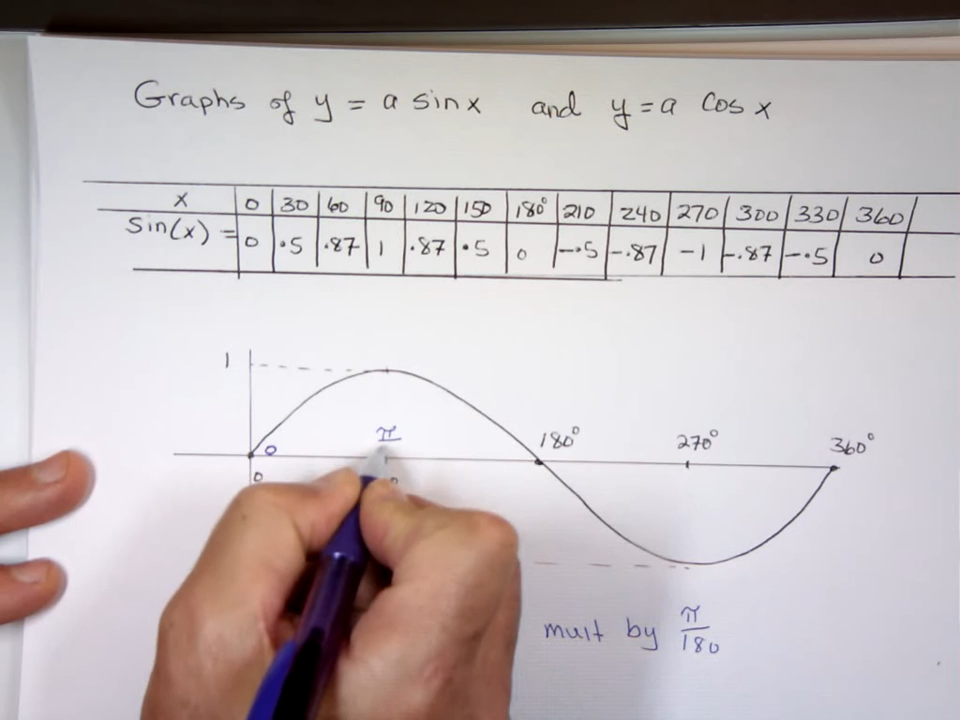 Graphs of y = a sin x and y = a cos x
x 0 30 60 90 120 150 180° 210 240 270 300 330 360
Sin(x) = 0 .5 .87 1 .87 .5 0 -.5 -.87 -1 -.87 -.5 0
1
π
180° 270° 360°
0
0
mult by π/180